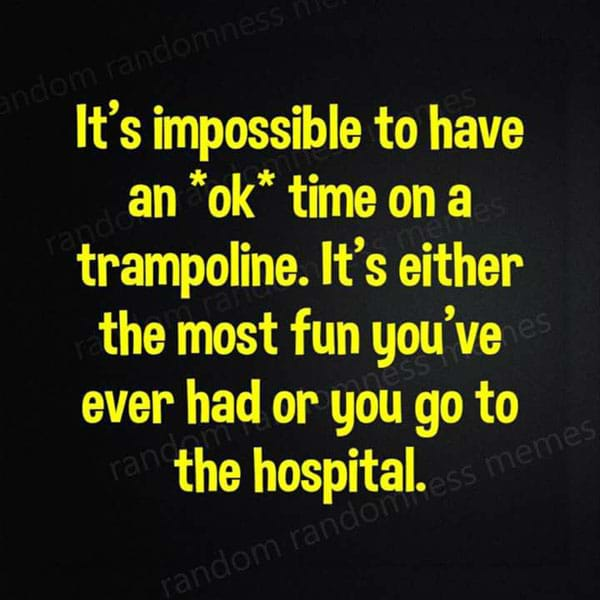 It's impossible to have
an *ok* time on a
trampoline. It's either
the most fun you've
ever had or you go to
the hospital.
random randomness memes